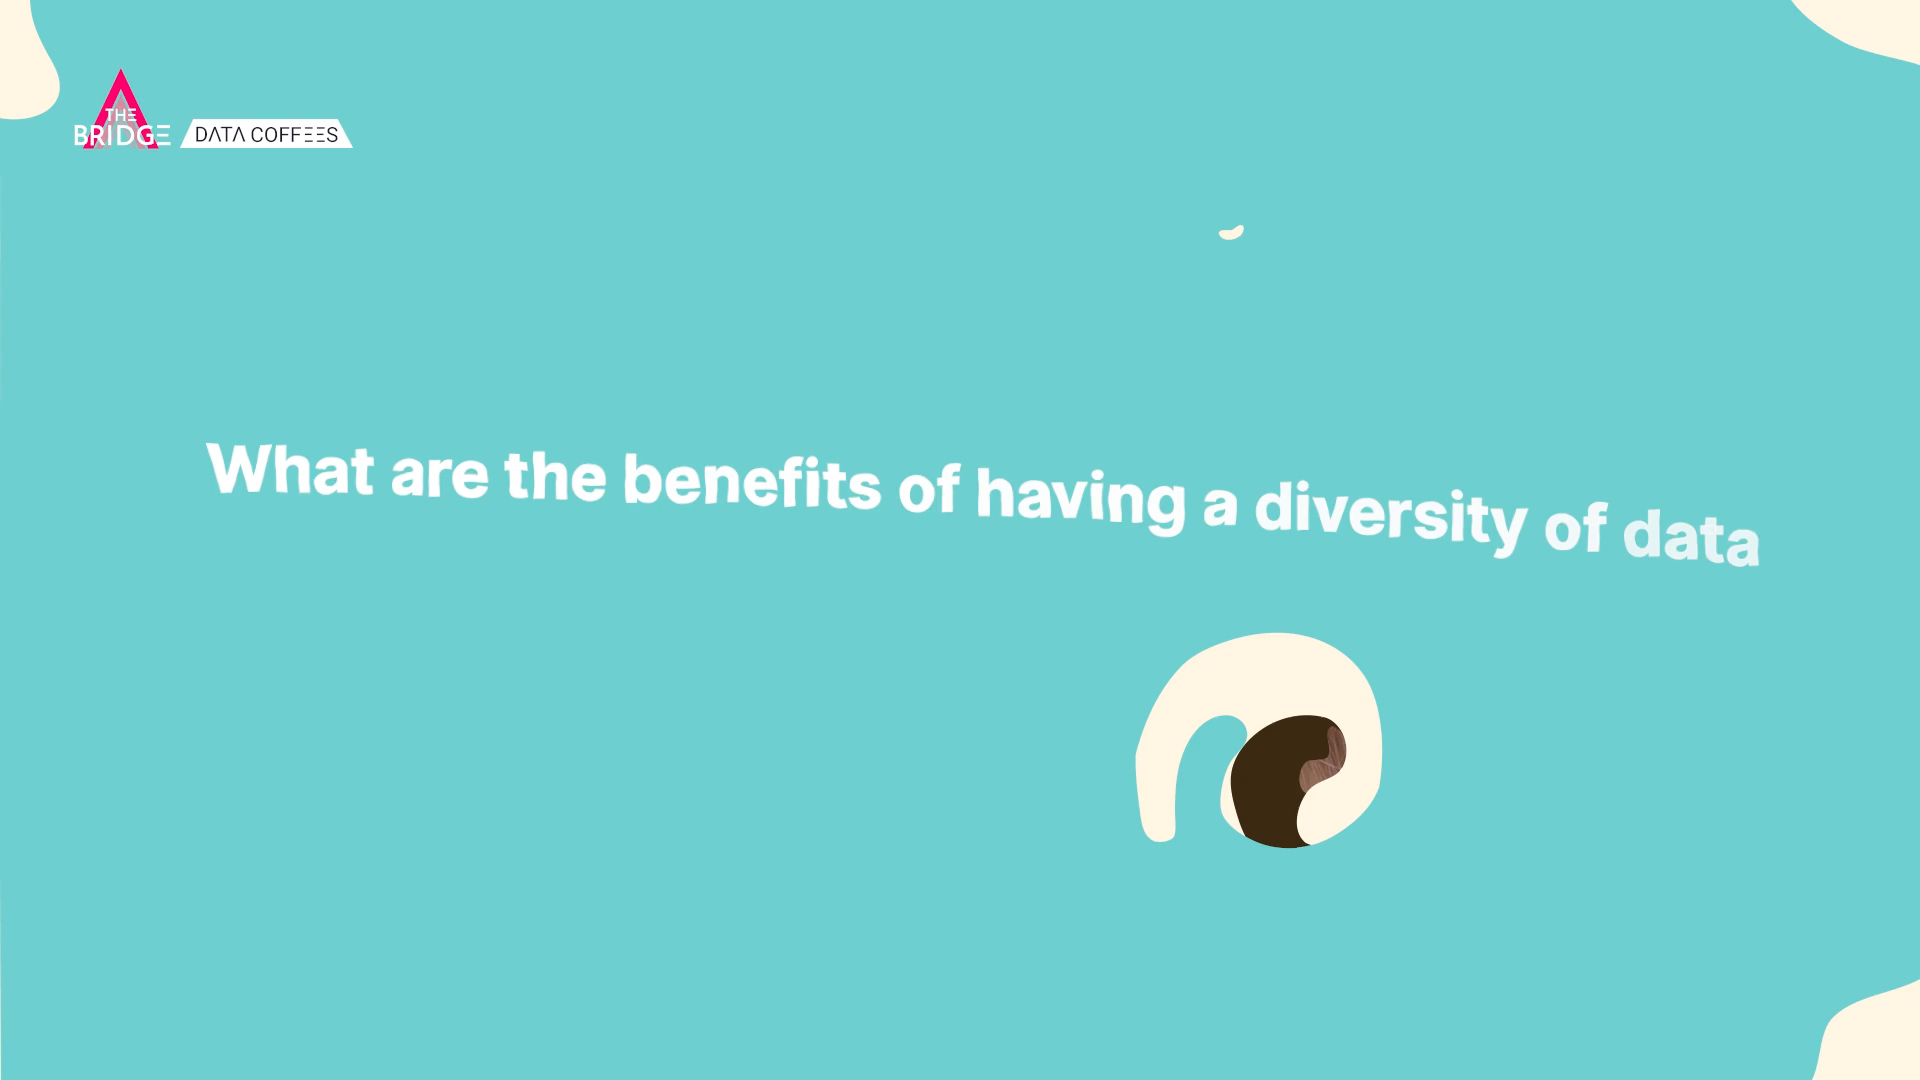 THE
BRIDGE
DATA COFFEES
What are the benefits of having a diversity of data